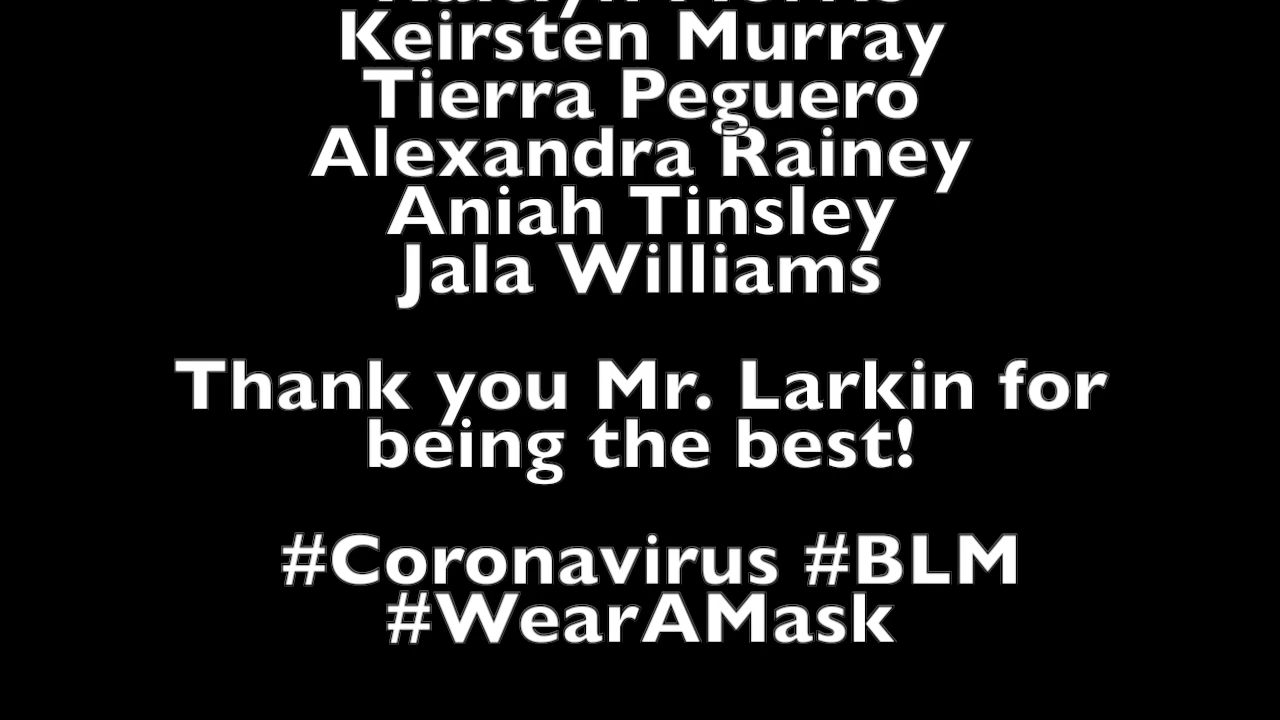 Keirsten Murray
Tierra Peguero
Alexandra Rainey
Aniah Tinsley
Jala Williams
Thank you Mr. Larkin for
being the best!
#Coronavirus #BLM
#WearAMask